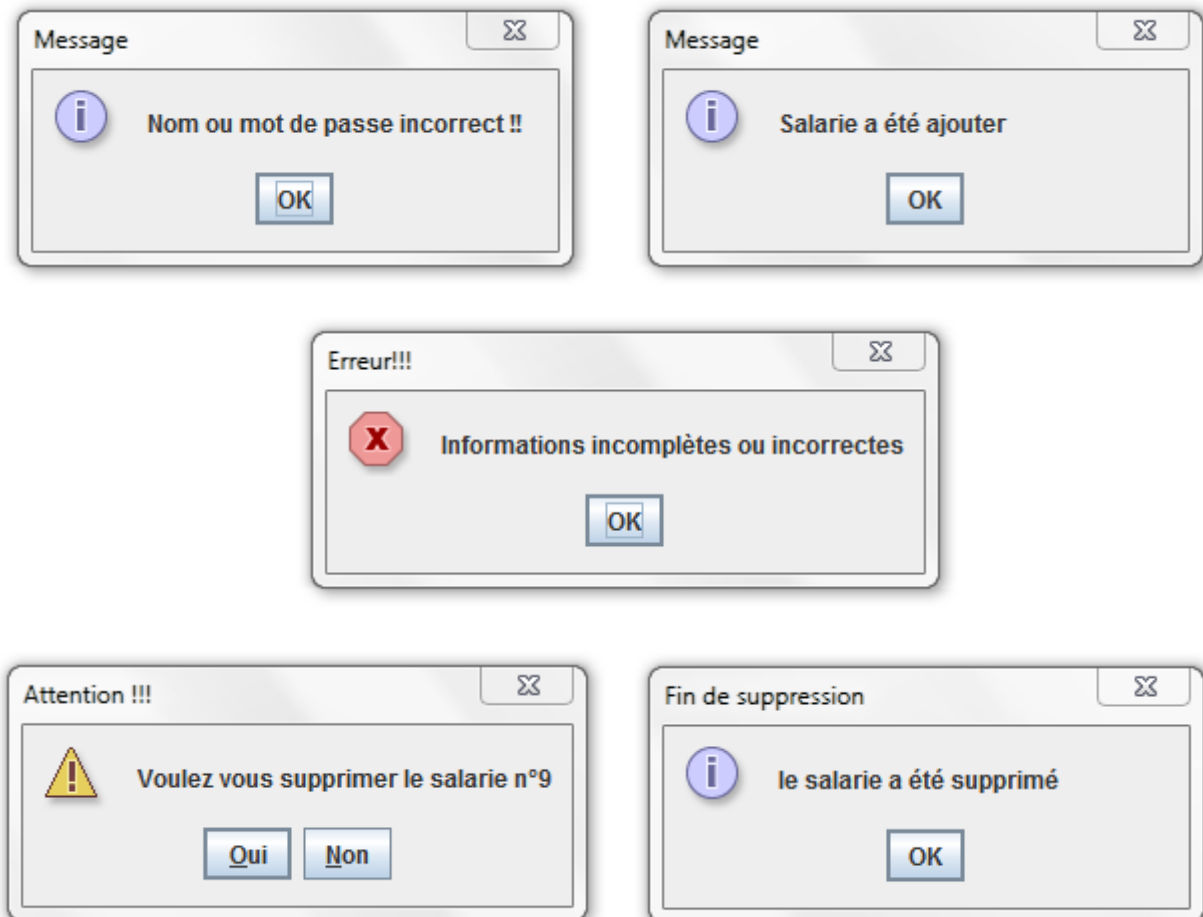 Message
Nom ou mot de passe incorrect !!
OK
Message
Salarie a été ajouter
OK
Erreur!!!
Informations incomplètes ou incorrectes
OK
Attention !!!
Voulez vous supprimer le salarie n°9
Oui Non
Fin de suppression
le salarie a été supprimé
OK